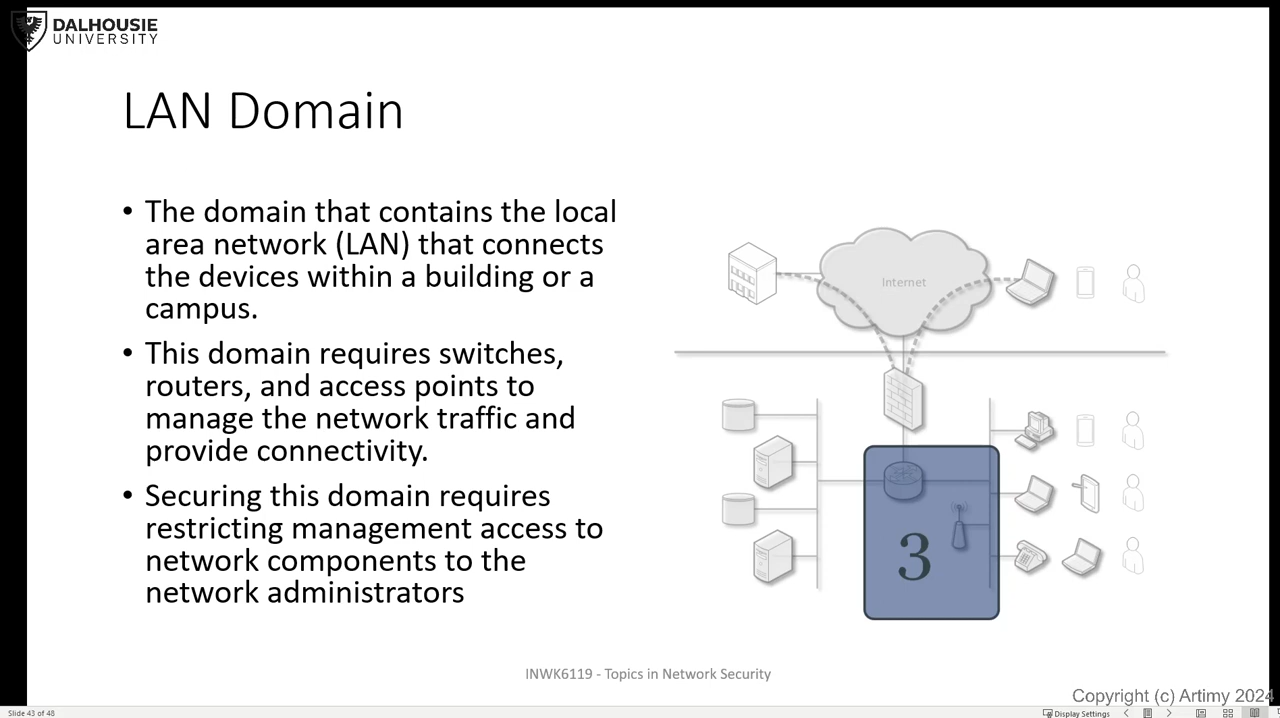 DALHOUSIE
UNIVERSITY
LAN Domain
• The domain that contains the local
area network (LAN) that connects
the devices within a building or a
campus.
• This domain requires switches,
routers, and access points to
manage the network traffic and
provide connectivity.
• Securing this domain requires
restricting management access to
network components to the
network administrators
Internet
3
INWK6119 - Topics in Network Security
Copyright (c) Artimy 2024
Slide 43 of 48
Display Settings